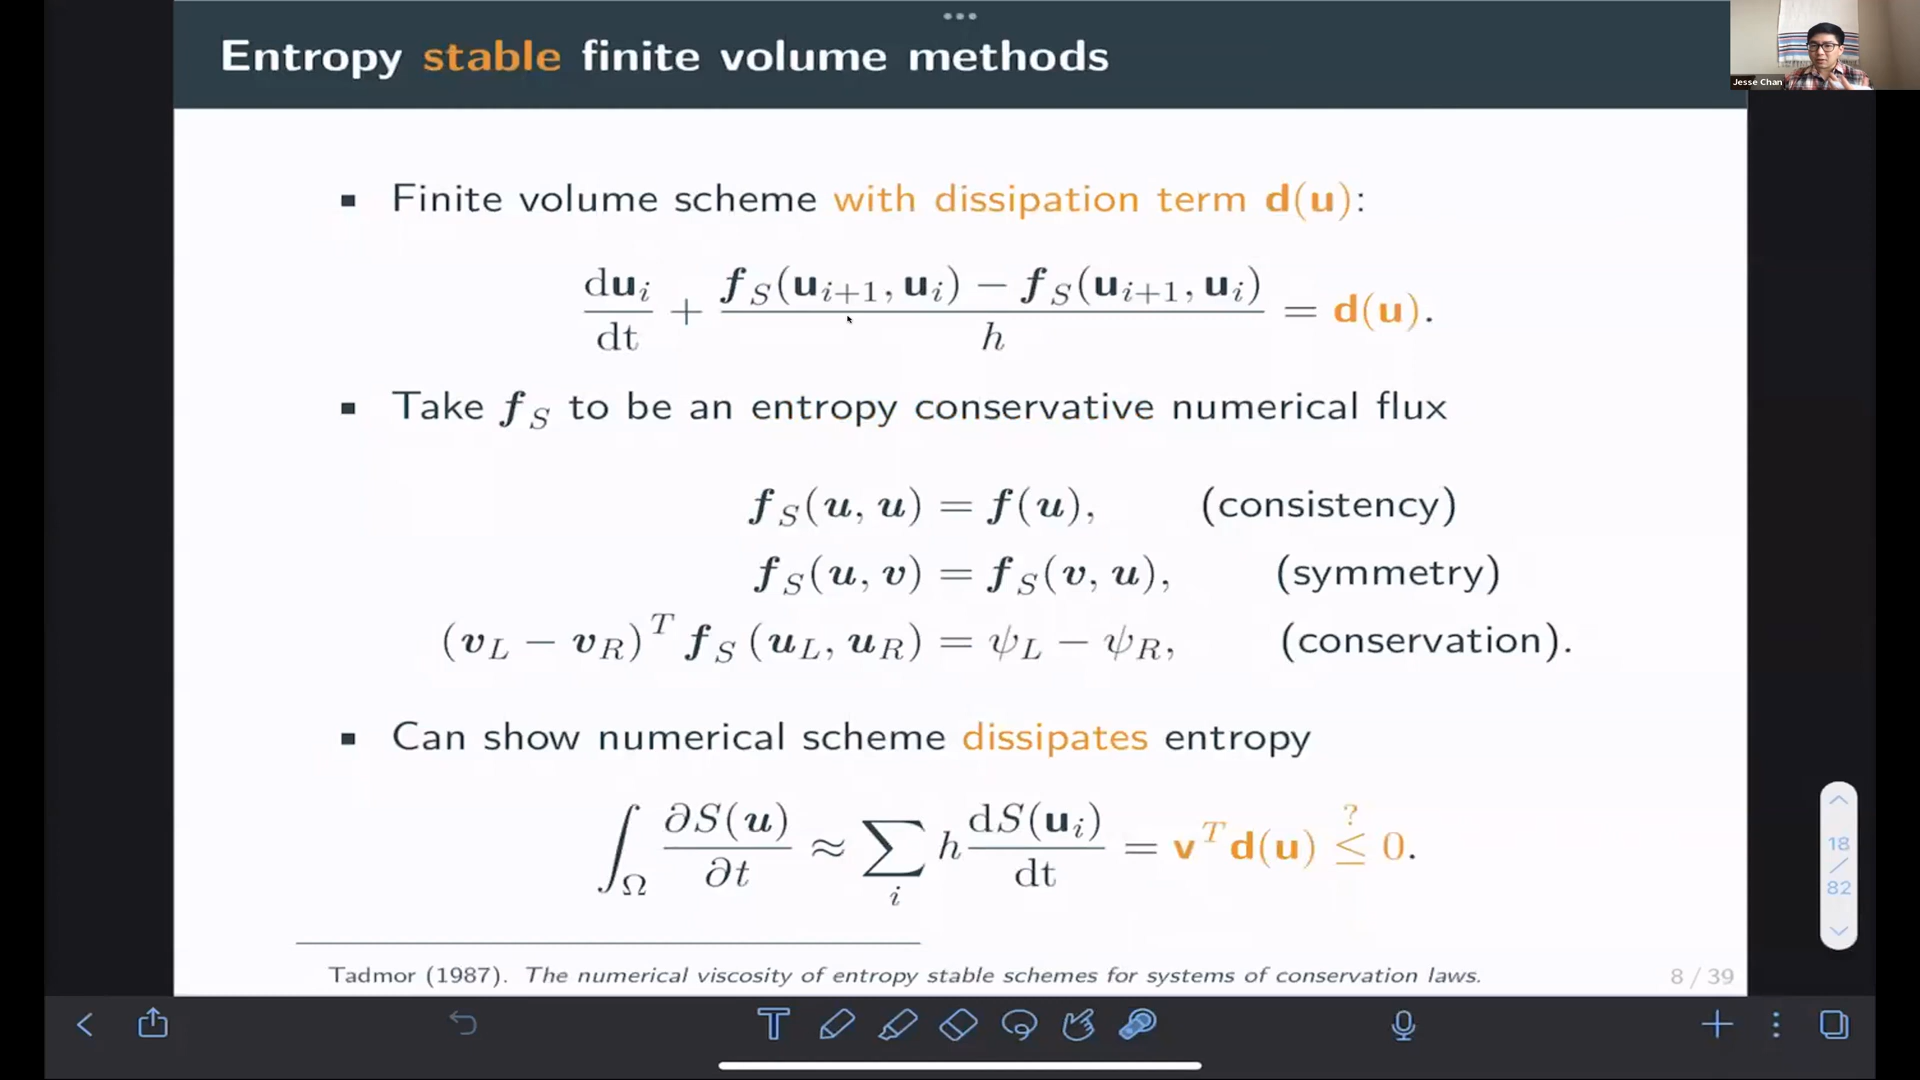 Entropy stable finite volume methods
Jesse Chan
▪ Finite volume scheme with dissipation term d(u):
du_i/dt + (f_S(u_{i+1}, u_i) − f_S(u_{i+1}, u_i))/h = d(u).
▪ Take f_S to be an entropy conservative numerical flux
f_S(u, u) = f(u), (consistency)
f_S(u, v) = f_S(v, u), (symmetry)
(v_L − v_R)^T f_S (u_L, u_R) = ψ_L − ψ_R, (conservation).
▪ Can show numerical scheme dissipates entropy
∫_Ω ∂S(u)/∂t ≈ ∑_i h dS(u_i)/dt = v^T d(u) ≤^? 0.
18
/
82
Tadmor (1987). The numerical viscosity of entropy stable schemes for systems of conservation laws.
8 / 39
T